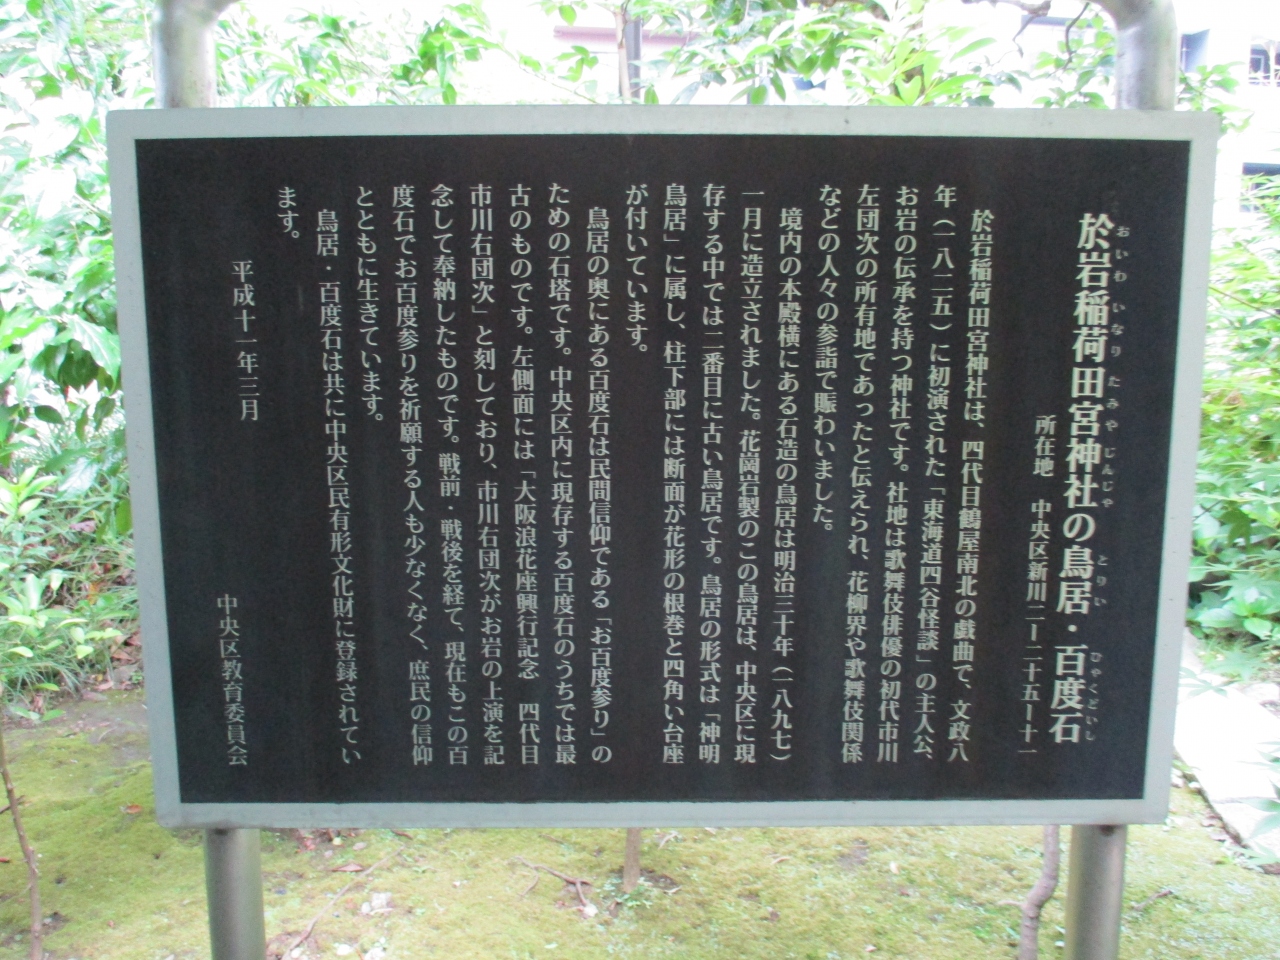 於岩稲荷田宮神社の鳥居・百度石
おいわ いなり たみや じんじゃ とりい ひゃくどいし
所在地 中央区新川二ー二十五ー十一
於岩稲荷田宮神社は、四代目鶴屋南北の戯曲で、文政八
年(一八二五)に初演された「東海道四谷怪談」の主人公、
お岩の伝承を持つ神社です。社地は歌舞伎俳優の初代市川
左団次の所有地であったと伝えられ、花柳界や歌舞伎関係
などの人々の参詣で賑わいました。
境内の本殿横にある石造の鳥居は明治三十年(一八九七)
一月に造立されました。花崗岩製のこの鳥居は、中央区に現
存する中では二番目に古い鳥居です。鳥居の形式は「神明
鳥居」に属し、柱下部には断面が花形の根巻と四角い台座
が付いています。
鳥居の奥にある百度石は民間信仰である「お百度参り」の
ための石塔です。中央区内に現存する百度石のうちでは最
古のものです。左側面には「大阪浪花座興行記念 四代目
市川右団次」と刻しており、市川右団次がお岩の上演を記
念して奉納したものです。戦前・戦後を経て、現在もこの百
度石でお百度参りを祈願する人も少なくなく、庶民の信仰
とともに生きています。
鳥居・百度石は共に中央区民有形文化財に登録されてい
ます。
平成十一年三月
中央区教育委員会